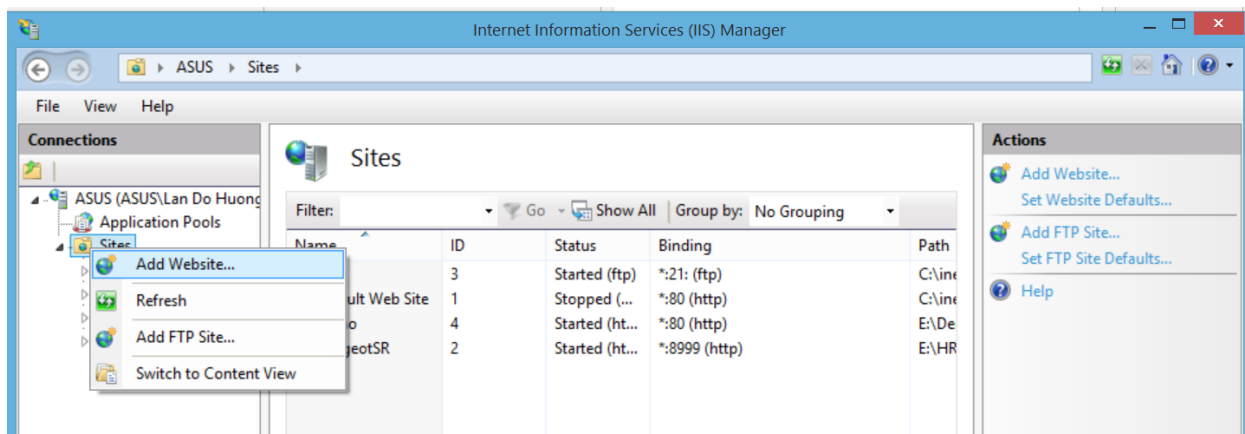 Internet Information Services (IIS) Manager
ASUS Sites
File View Help
Connections
ASUS (ASUS\Lan Do Huong
Application Pools
Sites
Add Website...
Refresh
Add FTP Site...
Switch to Content View
Sites
Filter: Go Show All Group by: No Grouping
Name ID Status Binding Path
3 Started (ftp) *:21: (ftp) C:\ine
ult Web Site 1 Stopped (... *:80 (http) C:\ine
o 4 Started (ht... *:80 (http) E:\De
geotSR 2 Started (ht... *:8999 (http) E:\HR
Actions
Add Website...
Set Website Defaults...
Add FTP Site...
Set FTP Site Defaults...
Help